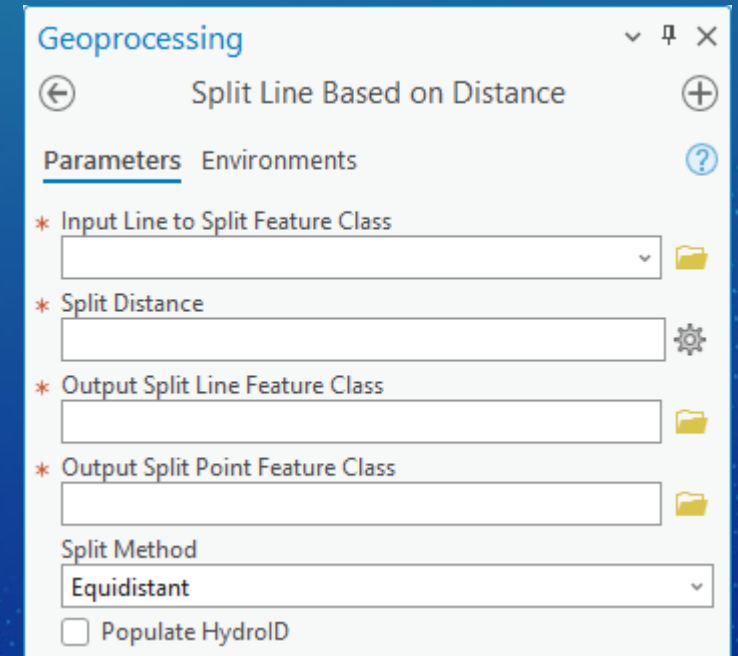 Geoprocessing
Split Line Based on Distance
Parameters Environments
* Input Line to Split Feature Class
* Split Distance
* Output Split Line Feature Class
* Output Split Point Feature Class
Split Method
Equidistant
Populate HydroID